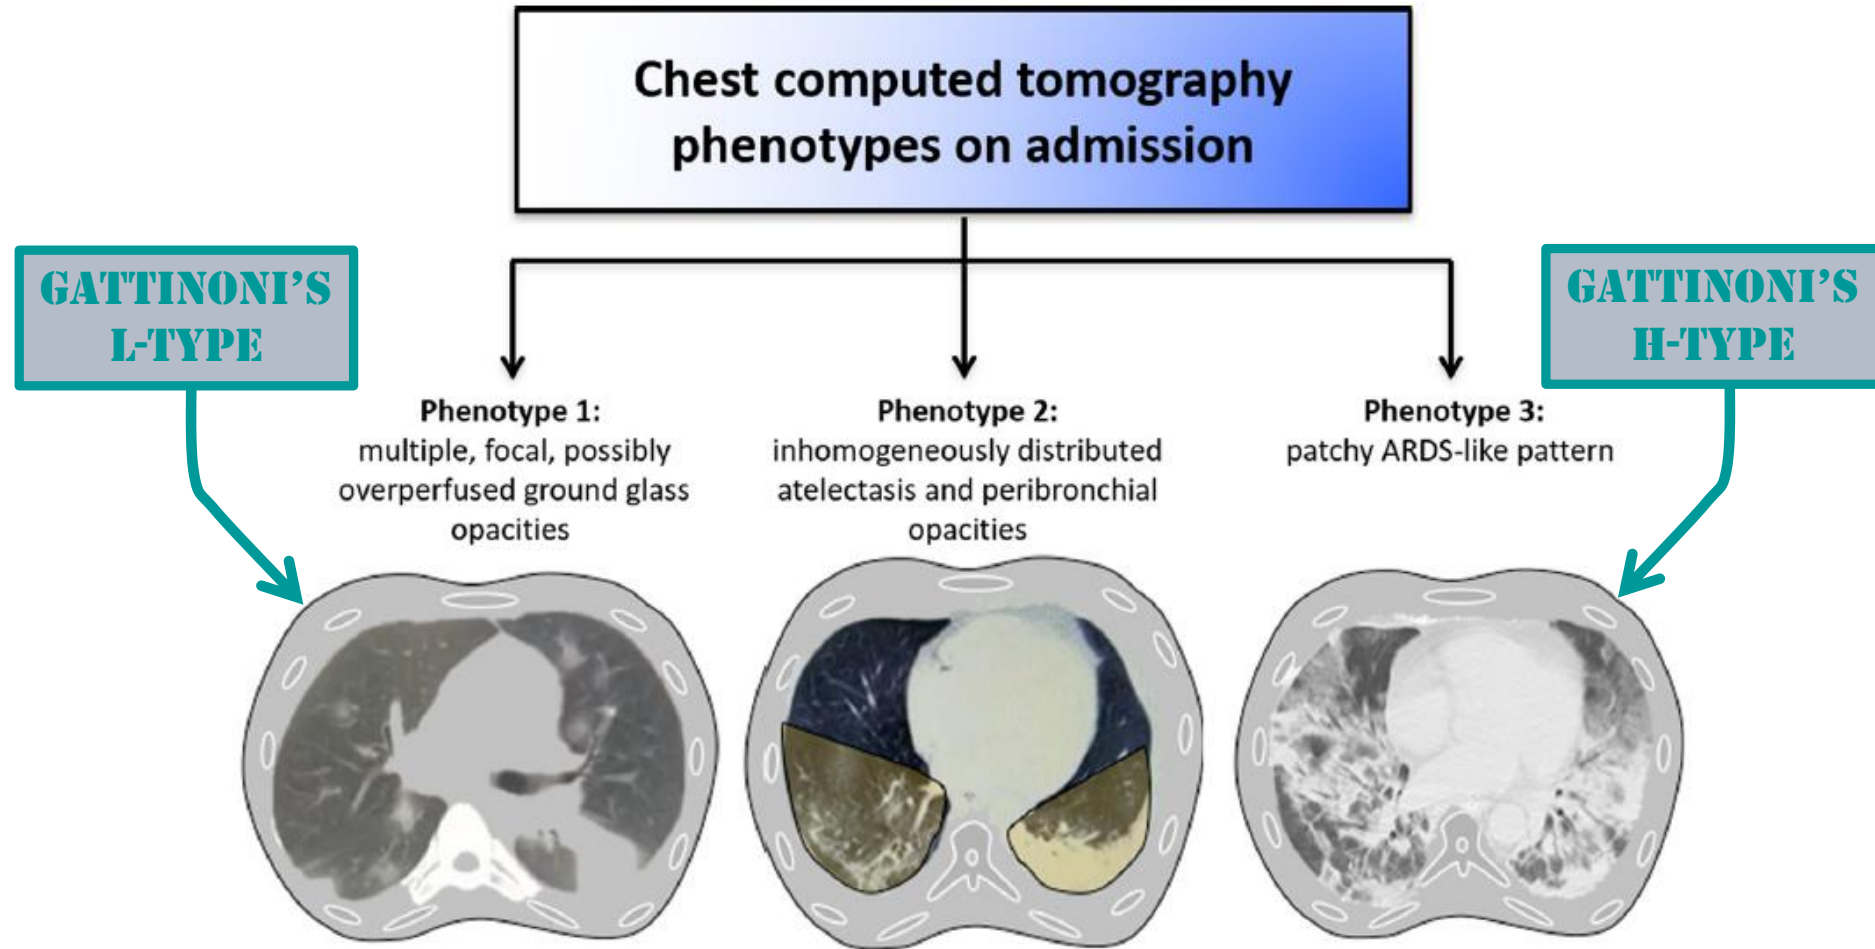 Chest computed tomography
phenotypes on admission
GATTINONI'S
L-TYPE
GATTINONI'S
H-TYPE
Phenotype 1:
multiple, focal, possibly
overperfused ground glass
opacities
Phenotype 2:
inhomogeneously distributed
atelectasis and peribronchial
opacities
Phenotype 3:
patchy ARDS-like pattern